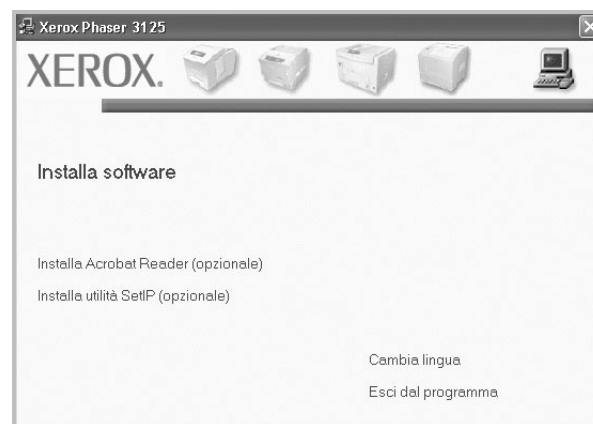 Xerox Phaser 3125
XEROX.
Installa software
Installa Acrobat Reader (opzionale)
Installa utilità SetIP (opzionale)
Cambia lingua
Esci dal programma